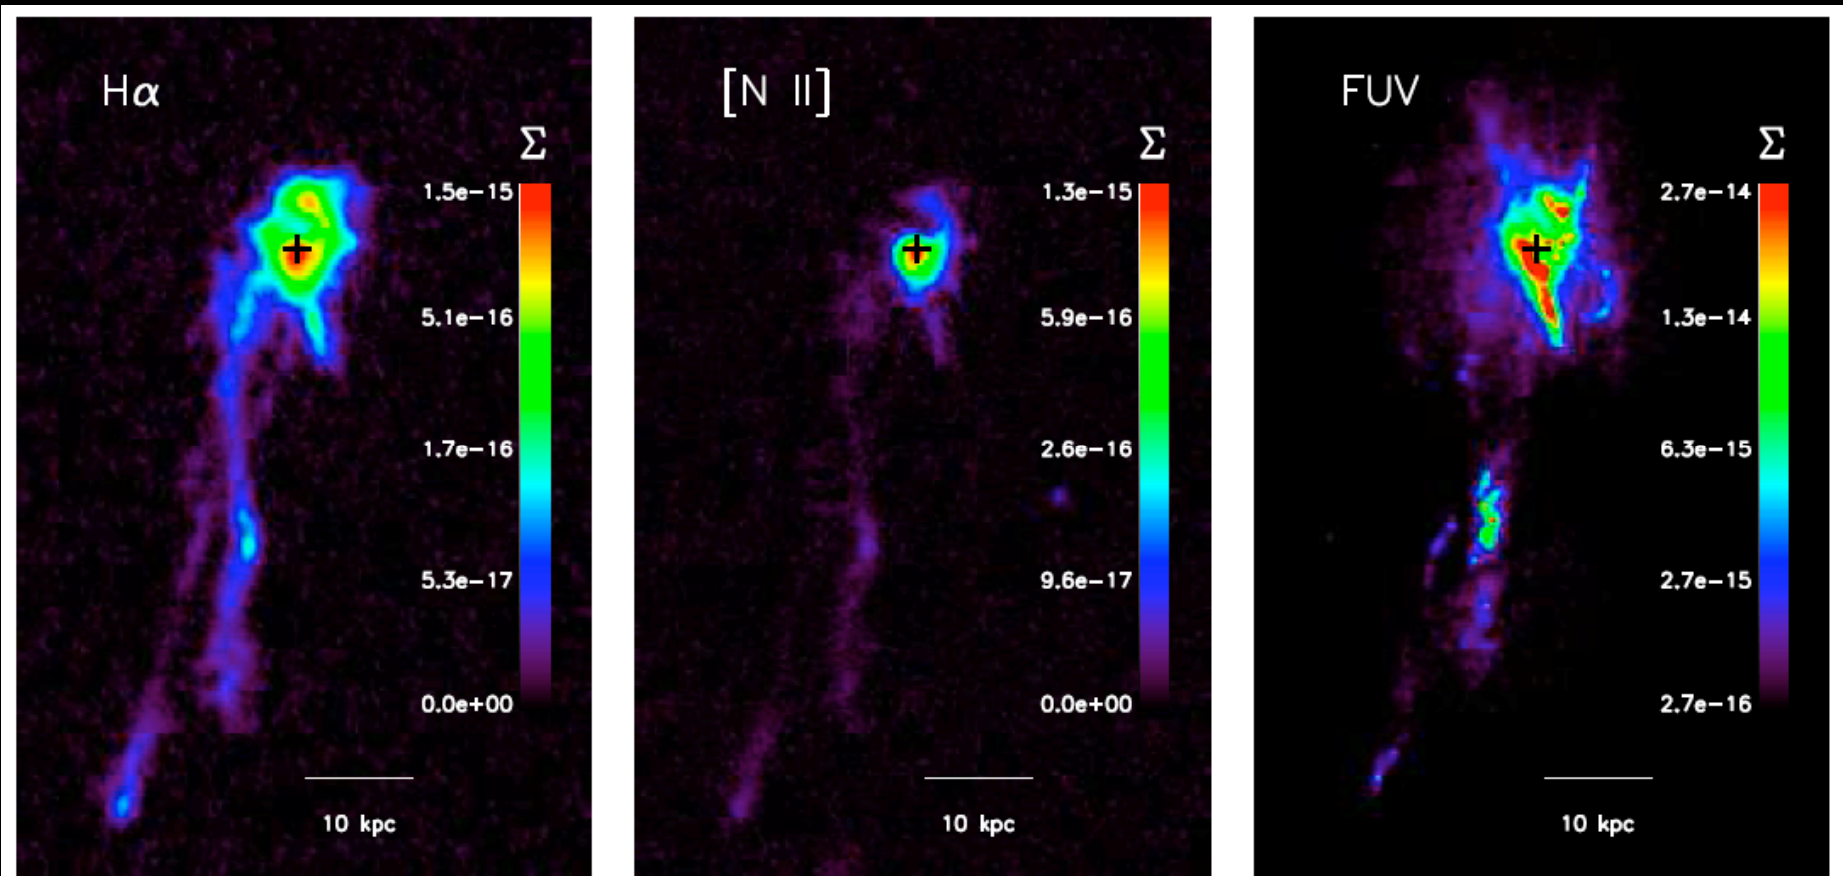 Hα
Σ
1.5e−15
5.1e−16
1.7e−16
5.3e−17
0.0e+00
10 kpc
[N II]
Σ
1.3e−15
5.9e−16
2.6e−16
9.6e−17
0.0e+00
10 kpc
FUV
Σ
2.7e−14
1.3e−14
6.3e−15
2.7e−15
2.7e−16
10 kpc